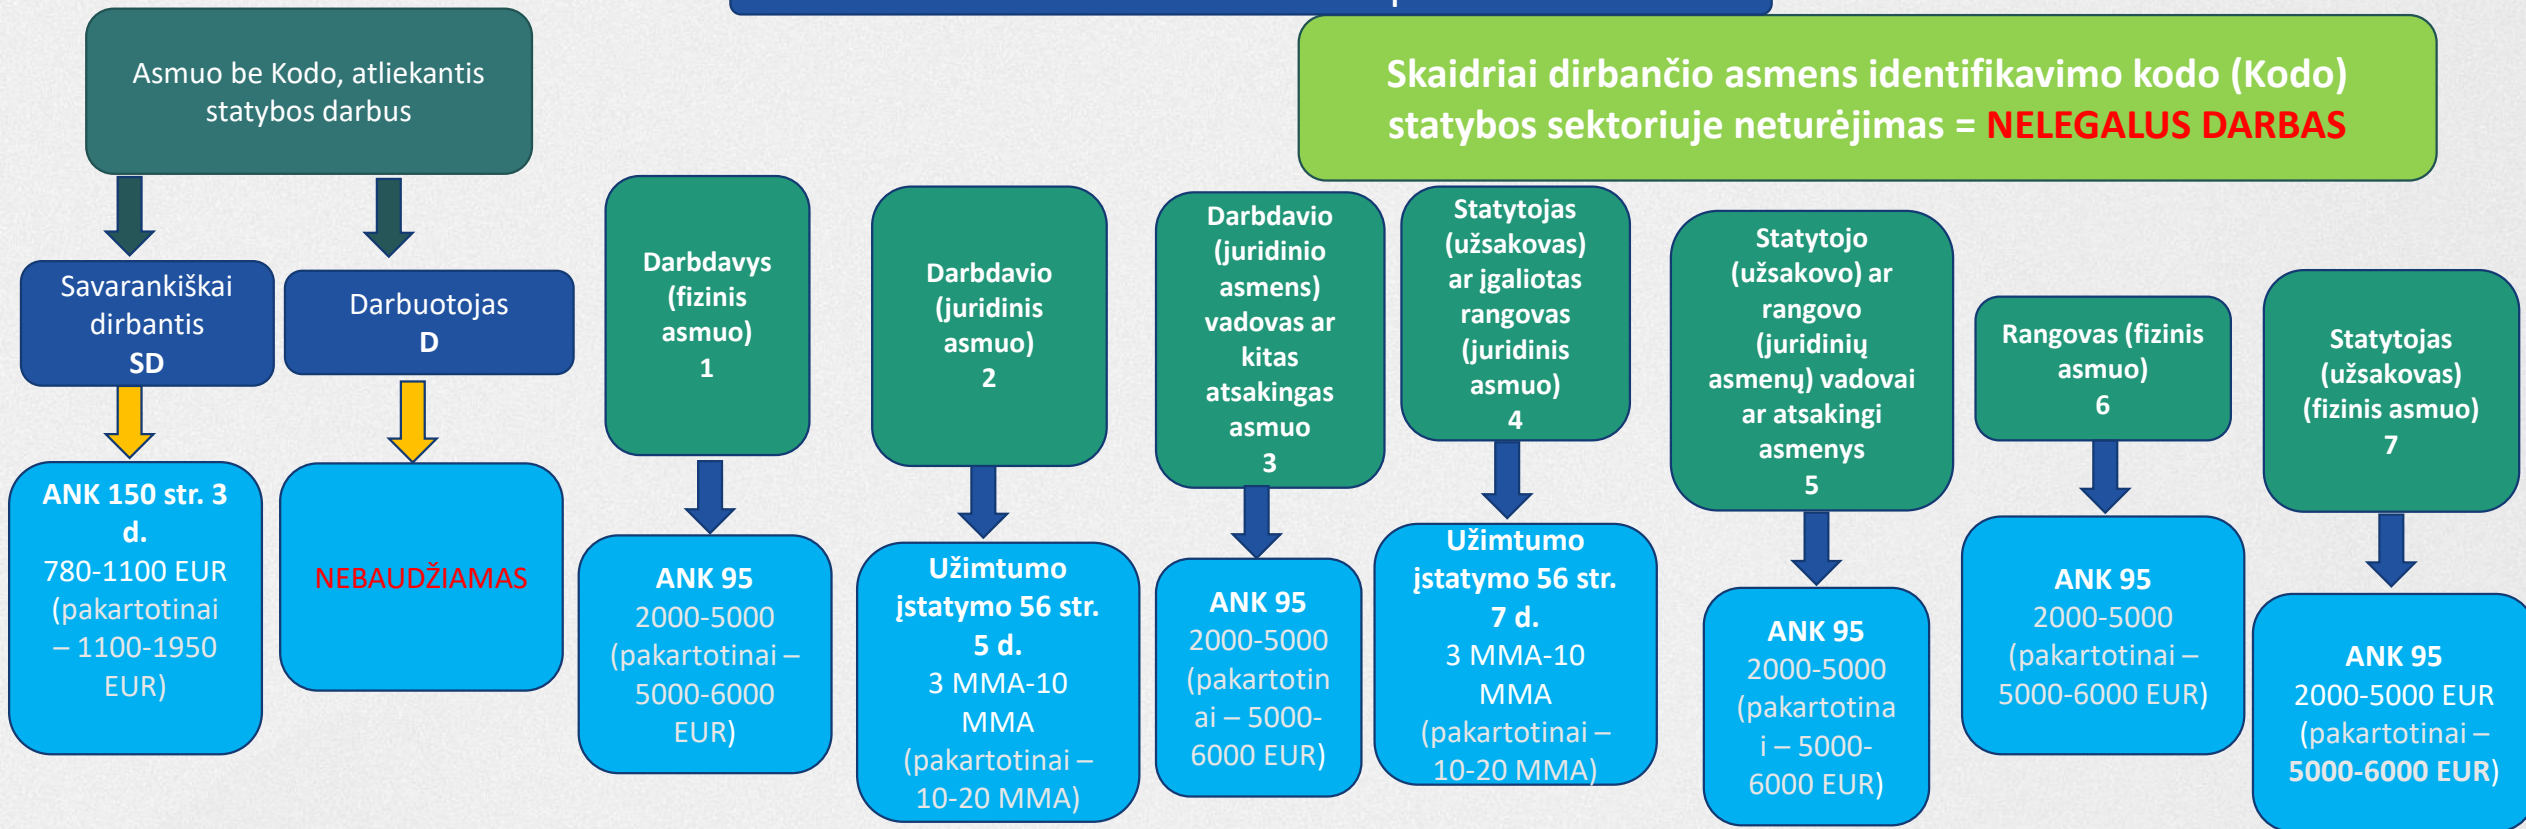 Asmuo be Kodo, atliekantis
statybos darbus
Skaidriai dirbančio asmens identifikavimo kodo (Kodo)
statybos sektoriuje neturėjimas = NELEGALUS DARBAS
Savarankiškai
dirbantis
SD
Darbuotojas
D
Darbdavys
(fizinis
asmuo)
1
Darbdavio
(juridinis
asmuo)
2
Darbdavio
(juridinio
asmens)
vadovas ar
kitas
atsakingas
asmuo
3
Statytojas
(užsakovas)
ar įgaliotas
rangovas
(juridinis
asmuo)
4
Statytojo
(užsakovo) ar
rangovo
(juridinių
asmenų) vadovai
ar atsakingi
asmenys
5
Rangovas (fizinis
asmuo)
6
Statytojas
(užsakovas)
(fizinis asmuo)
7
ANK 150 str. 3
d.
780-1100 EUR
(pakartotinai
– 1100-1950
EUR)
NEBAUDŽIAMAS
ANK 95
2000-5000
(pakartotinai –
5000-6000
EUR)
Užimtumo
įstatymo 56 str.
5 d.
3 MMA-10
MMA
(pakartotinai –
10-20 MMA)
ANK 95
2000-5000
(pakartotin
ai – 5000-
6000 EUR)
Užimtumo
įstatymo 56 str.
7 d.
3 MMA-10
MMA
(pakartotinai –
10-20 MMA)
ANK 95
2000-5000
(pakartotina
i – 5000-
6000 EUR)
ANK 95
2000-5000
(pakartotinai –
5000-6000 EUR)
ANK 95
2000-5000 EUR
(pakartotinai –
5000-6000 EUR)